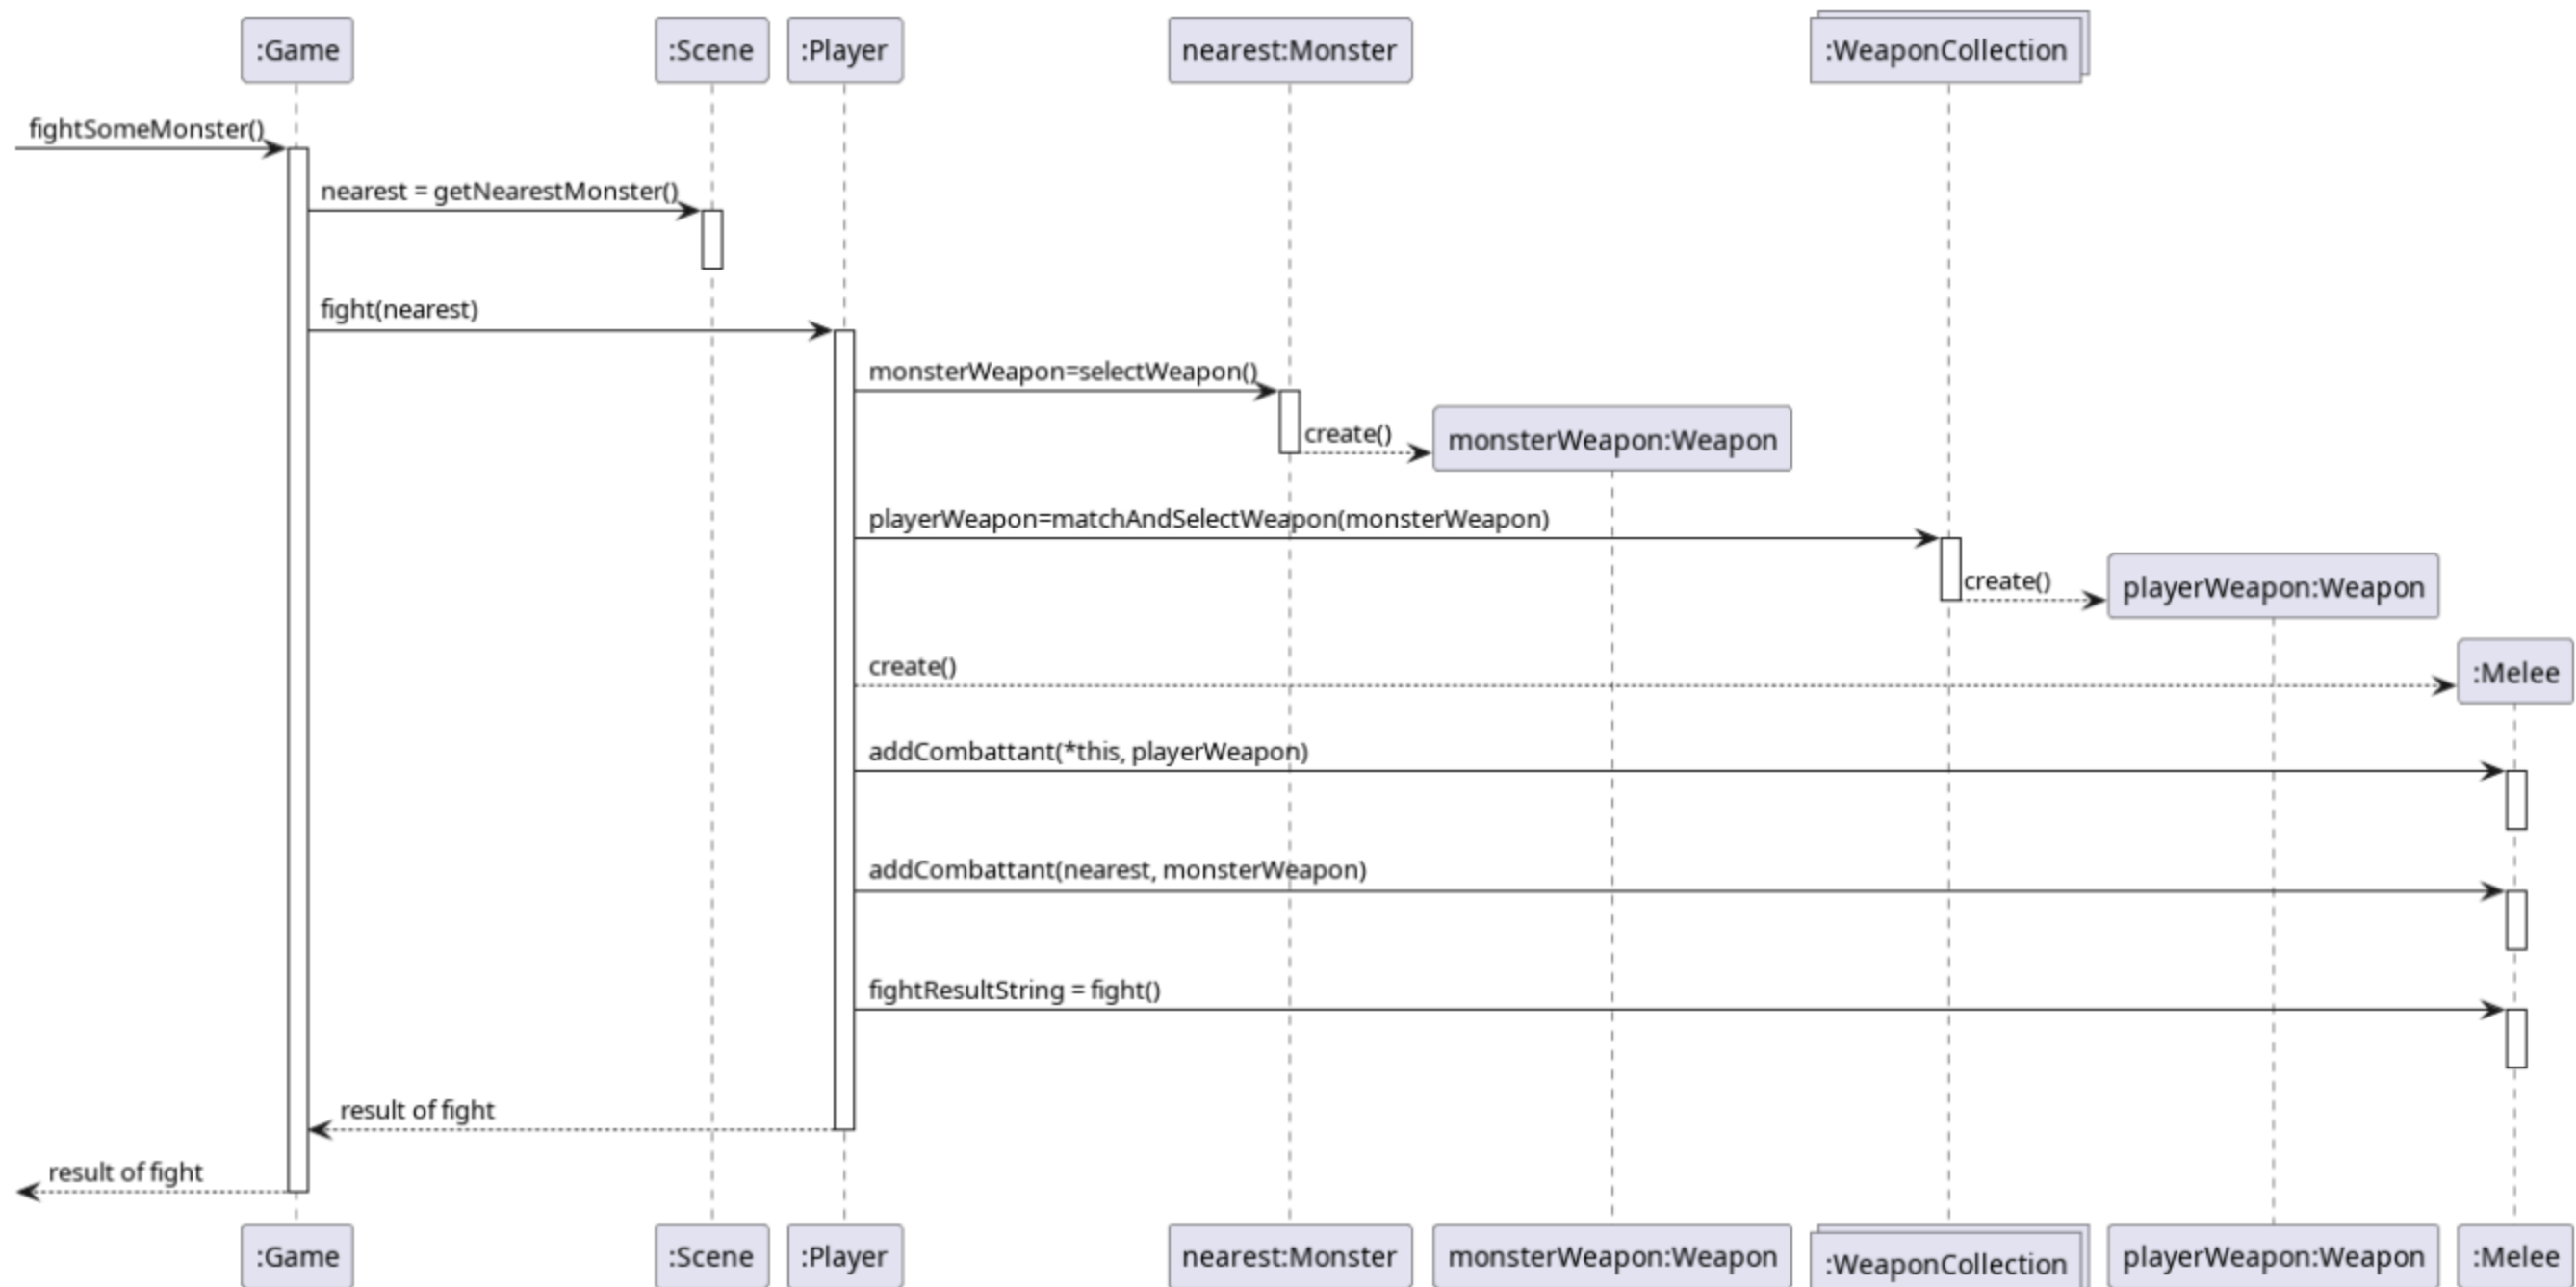 :Game
:Scene
:Player
nearest:Monster
:WeaponCollection
fightSomeMonster()
nearest = getNearestMonster()
fight(nearest)
monsterWeapon=selectWeapon()
create()
monsterWeapon:Weapon
playerWeapon=matchAndSelectWeapon(monsterWeapon)
create()
playerWeapon:Weapon
create()
:Melee
addCombattant(*this, playerWeapon)
addCombattant(nearest, monsterWeapon)
fightResultString = fight()
result of fight
result of fight
:Game
:Scene
:Player
nearest:Monster
monsterWeapon:Weapon
:WeaponCollection
playerWeapon:Weapon
:Melee